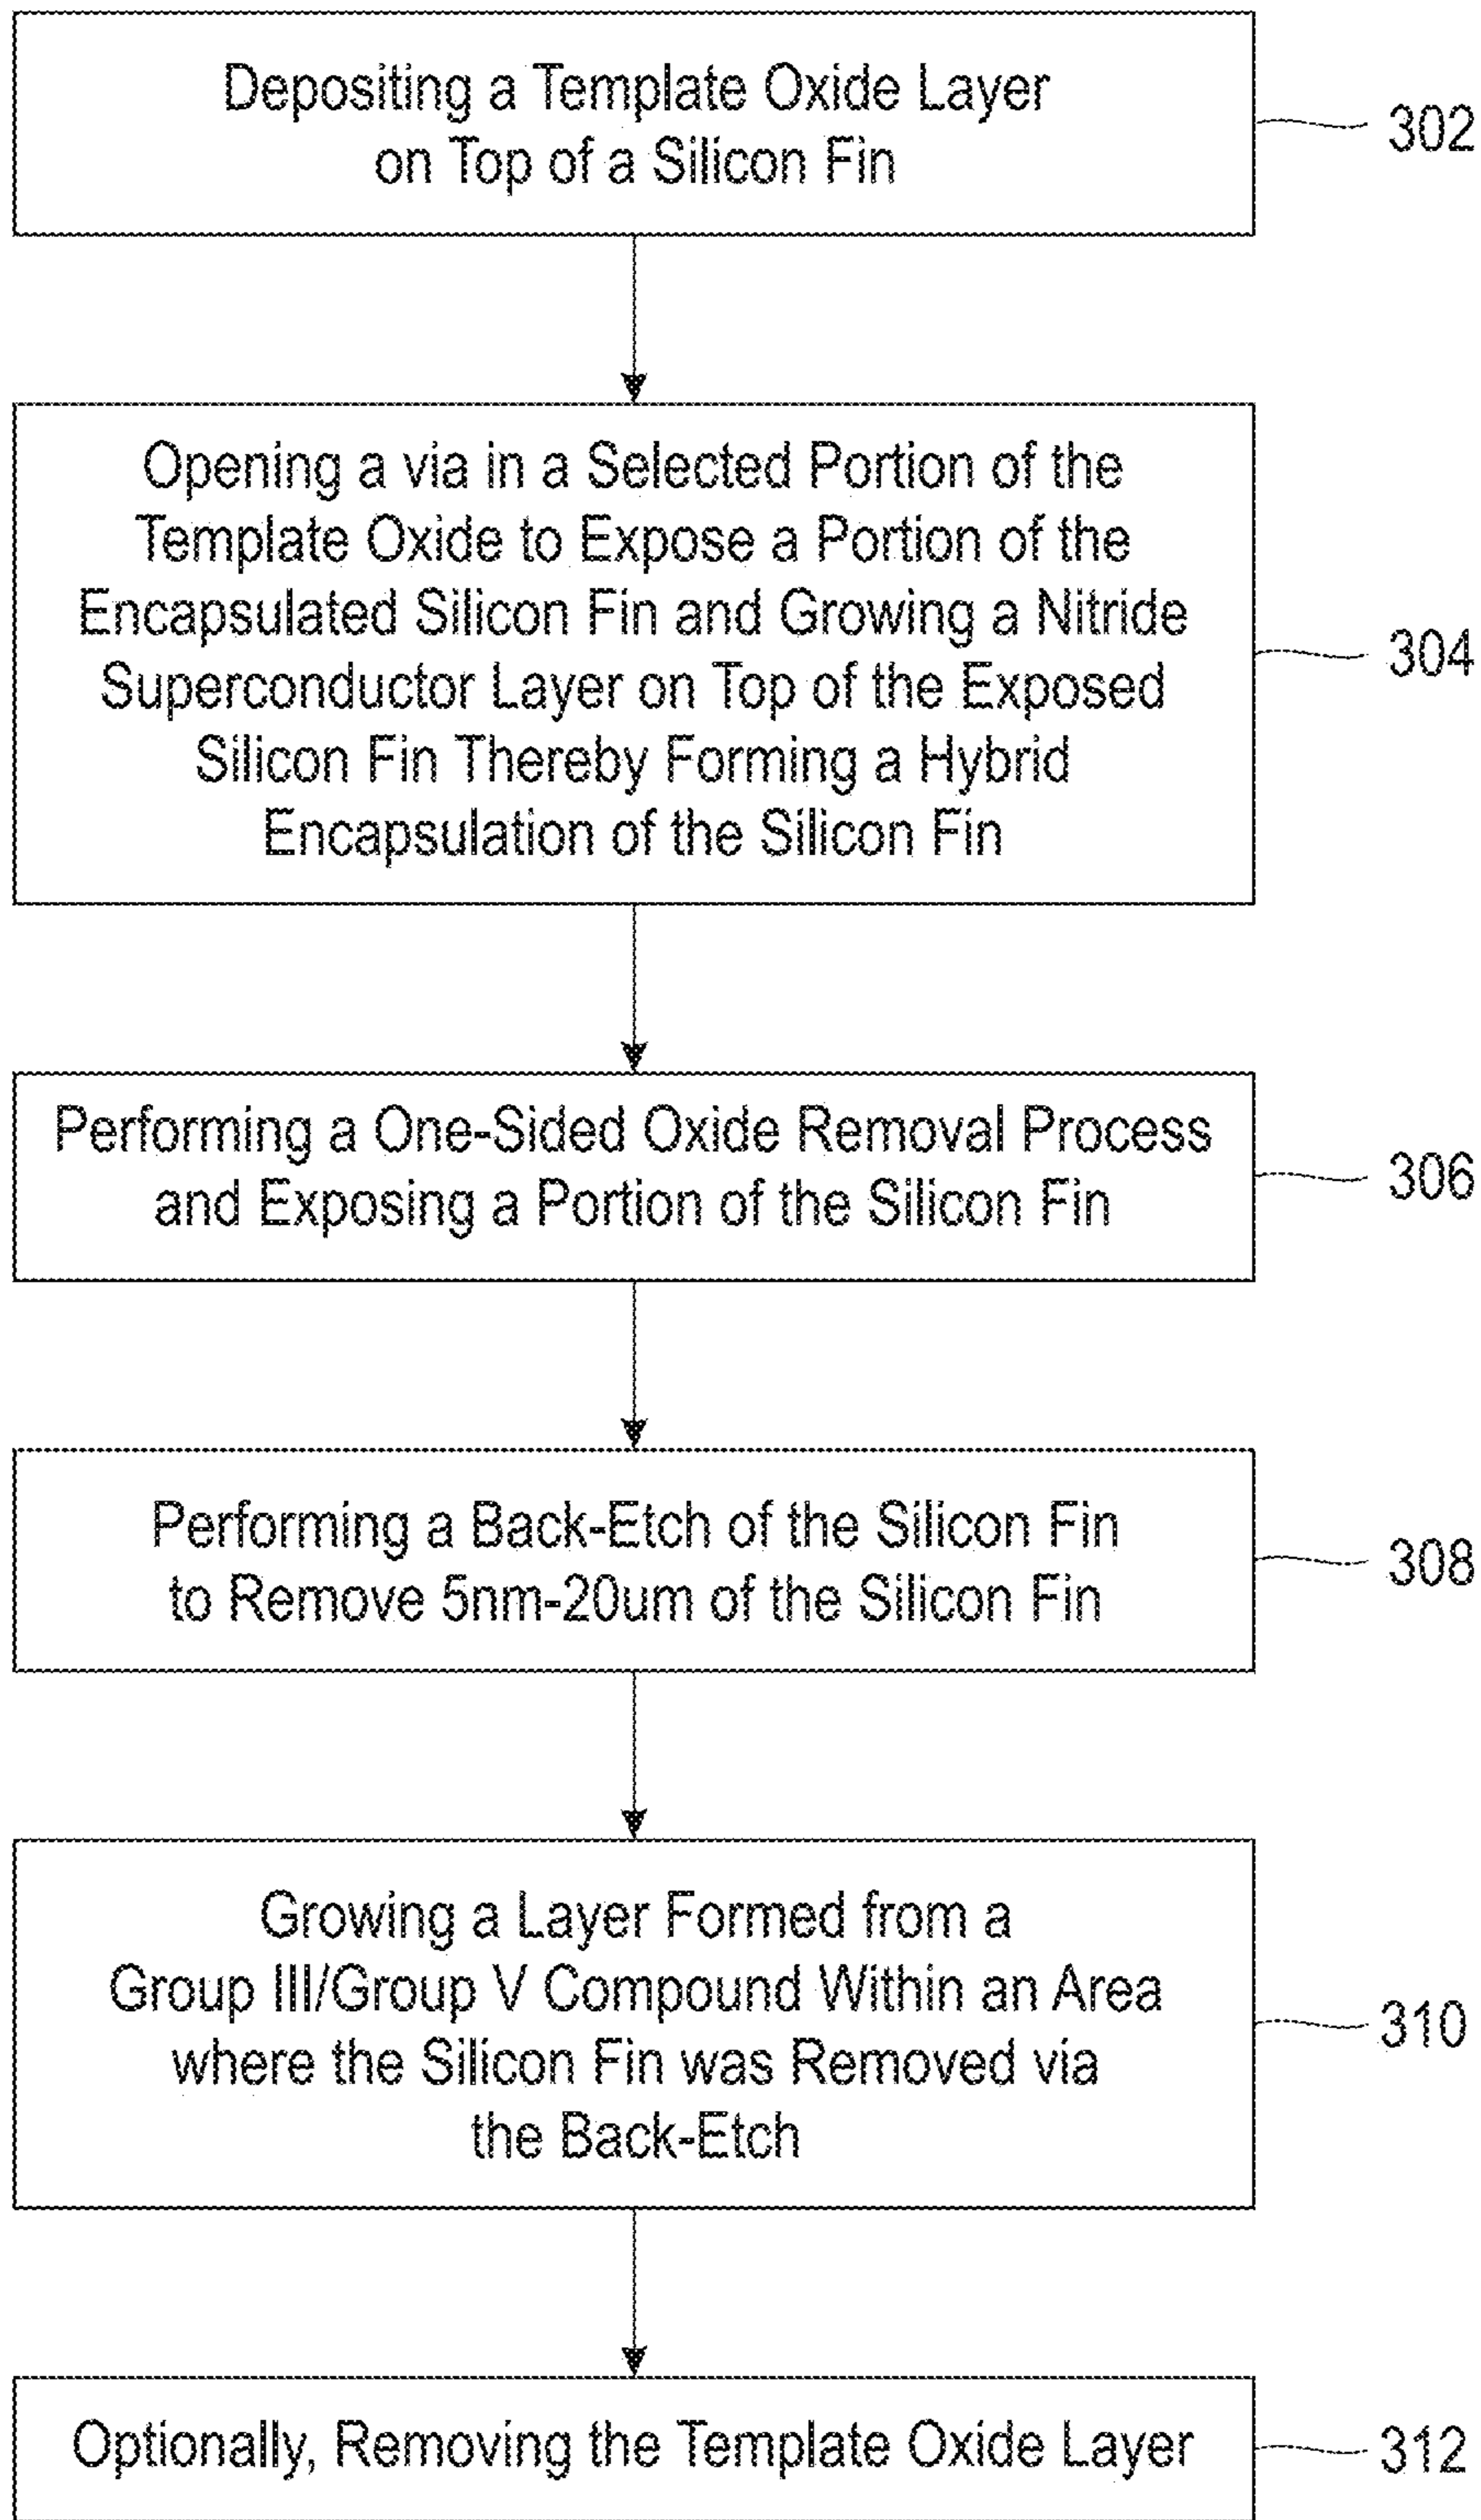 Depositing a Template Oxide Layer
on Top of a Silicon Fin
302
Opening a via in a Selected Portion of the
Template Oxide to Expose a Portion of the
Encapsulated Silicon Fin and Growing a Nitride
Superconductor Layer on Top of the Exposed
Silicon Fin Thereby Forming a Hybrid
Encapsulation of the Silicon Fin
304
Performing a One-Sided Oxide Removal Process
and Exposing a Portion of the Silicon Fin
306
Performing a Back-Etch of the Silicon Fin
to Remove 5nm-20um of the Silicon Fin
308
Growing a Layer Formed from a
Group III/Group V Compound Within an Area
where the Silicon Fin was Removed via
the Back-Etch
310
Optionally, Removing the Template Oxide Layer
312